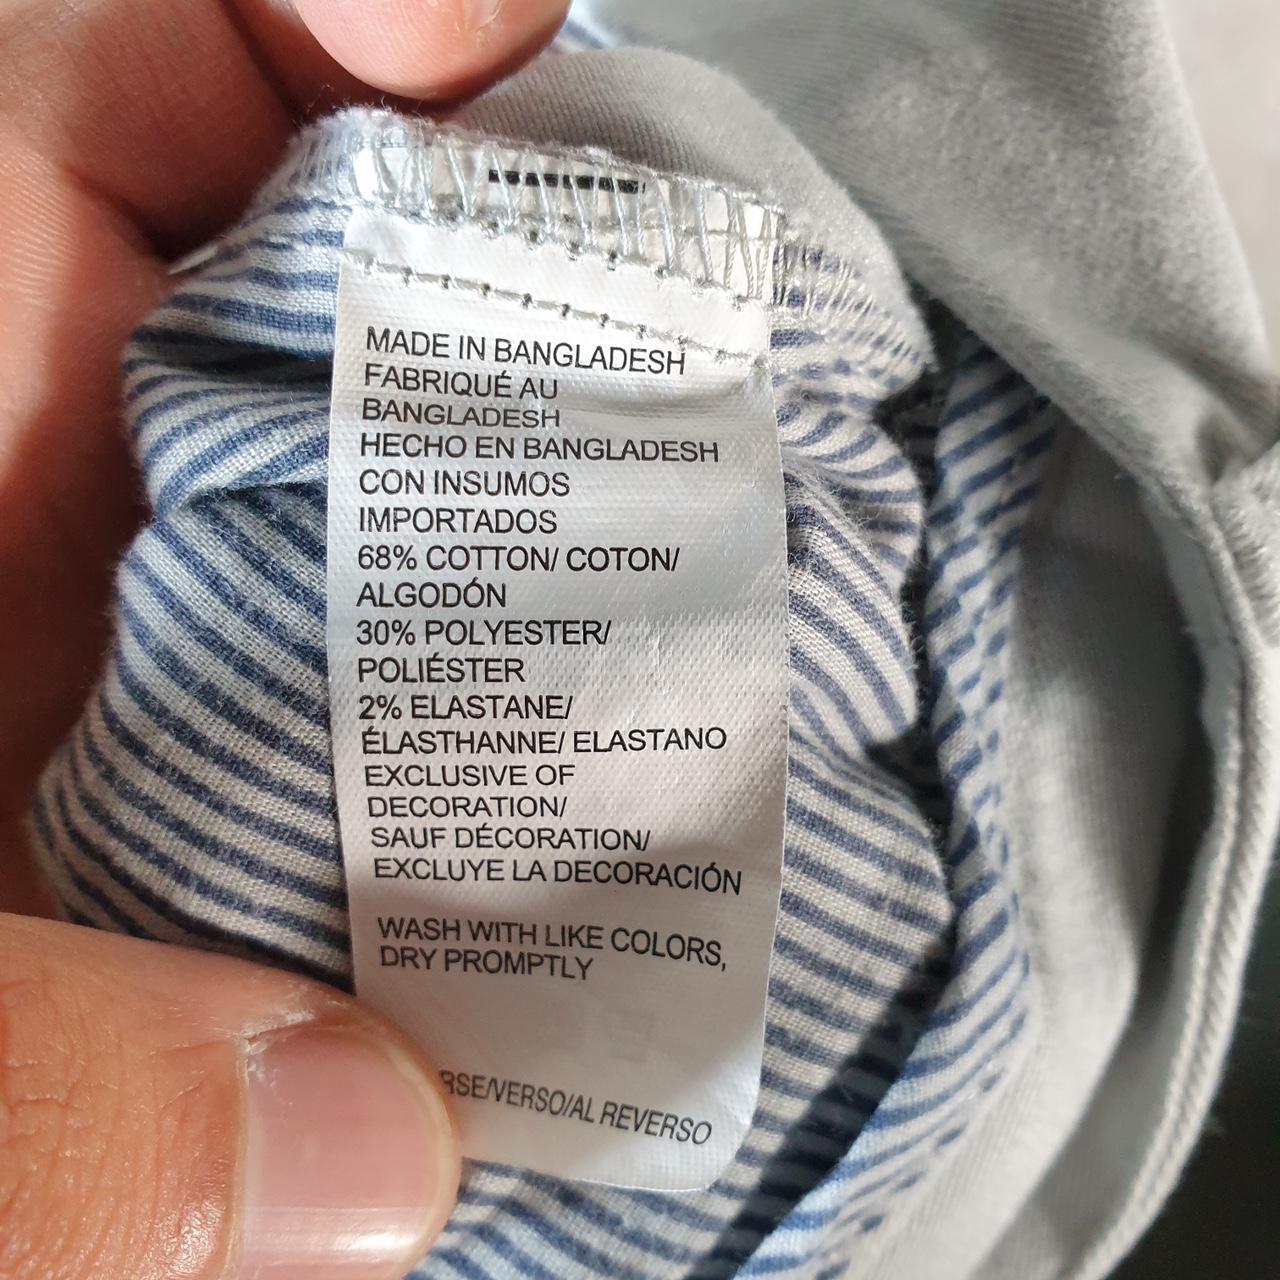 MADE IN BANGLADESH
FABRIQUÉ AU
BANGLADESH
HECHO EN BANGLADESH
CON INSUMOS
IMPORTADOS
68% COTTON/ COTON/
ALGODÓN
30% POLYESTER/
POLIÉSTER
2% ELASTANE/
ÉLASTHANNE/ ELASTANO
EXCLUSIVE OF
DECORATION/
SAUF DÉCORATION/
EXCLUYE LA DECORACIÓN
WASH WITH LIKE COLORS,
DRY PROMPTLY
RSE/VERSO/AL REVERSO